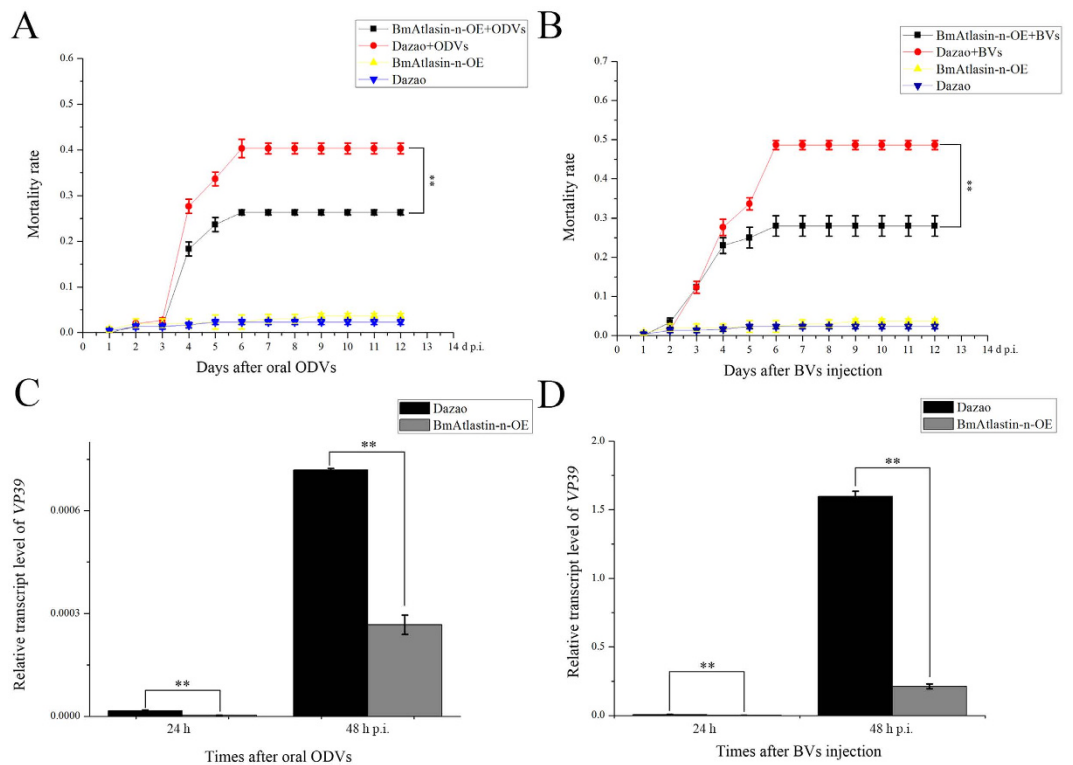 A
BmAtlasin-n-OE+ODVs
Dazao+ODVs
BmAtlasin-n-OE
Dazao
0.6
0.5
0.4
0.3
0.2
0.1
0.0
Mortality rate
**
0 1 2 3 4 5 6 7 8 9 10 11 12 13 14 d p.i.
Days after oral ODVs
B
BmAtlasin-n-OE+BVs
Dazao+BVs
BmAtlasin-n-OE
Dazao
0.7
0.6
0.5
0.4
0.3
0.2
0.1
0.0
Mortality rate
**
0 1 2 3 4 5 6 7 8 9 10 11 12 13 14 d p.i.
Days after BVs injection
C
Dazao
BmAtlastin-n-OE
0.0006
0.0003
0.0000
Relative transcript level of VP39
**
**
24 h 48 h p.i.
Times after oral ODVs
D
Dazao
BmAtlastin-n-OE
2.0
1.5
1.0
0.5
0.0
Relative transcript level of VP39
**
**
24 h 48 h p.i.
Times after BVs injection